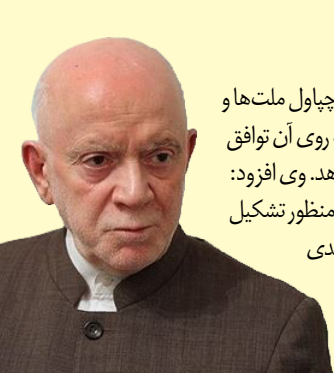 چپاول ملت‌ها و
روی آن توافق
هد. وی افزود:
منظور تشکیل
دی